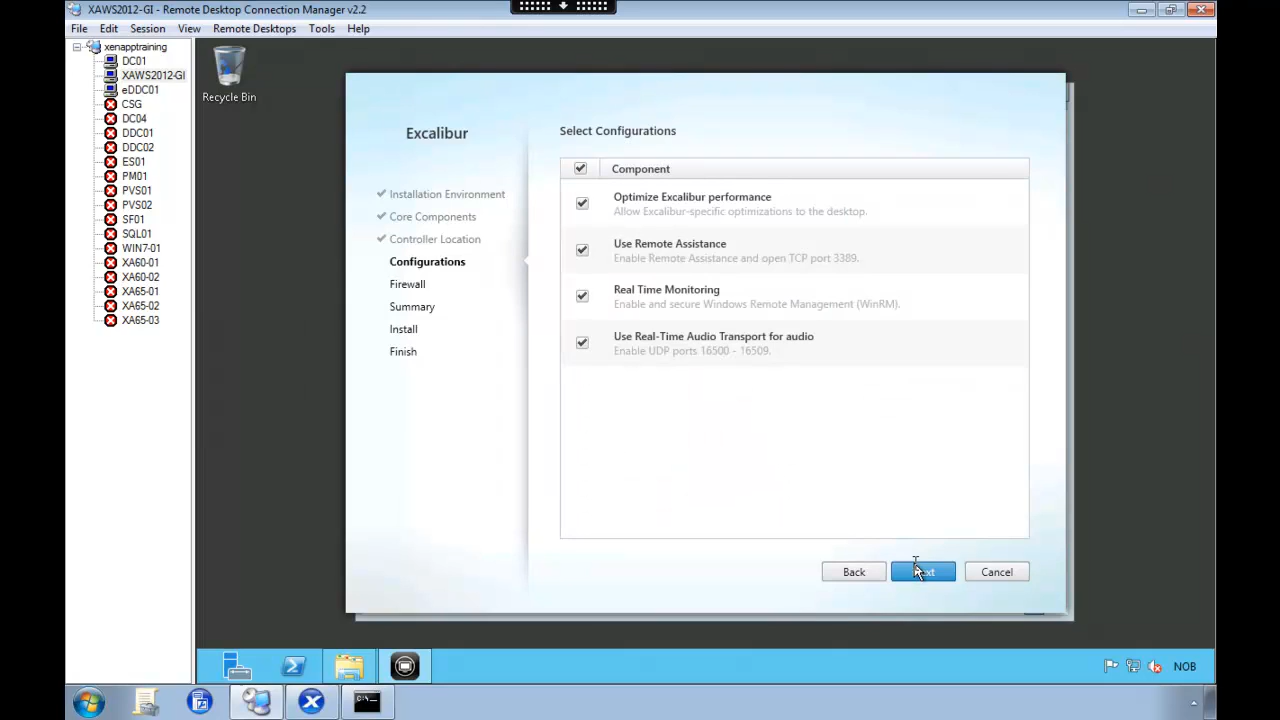 XAWS2012-GI - Remote Desktop Connection Manager v2.2
File Edit Session View Remote Desktops Tools Help
xenapptraining
DC01
XAWS2012-GI
eDDC01
CSG
DC04
DDC01
DDC02
ES01
PM01
PVS01
PVS02
SF01
SQL01
WIN7-01
XA60-01
XA60-02
XA65-01
XA65-02
XA65-03
Recycle Bin
Excalibur
Installation Environment
Core Components
Controller Location
Configurations
Firewall
Summary
Install
Finish
Select Configurations
Component
Optimize Excalibur performance
Allow Excalibur-specific optimizations to the desktop.
Use Remote Assistance
Enable Remote Assistance and open TCP port 3389.
Real Time Monitoring
Enable and secure Windows Remote Management (WinRM).
Use Real-Time Audio Transport for audio
Enable UDP ports 16500 - 16509.
Back
Cancel
NOB
C:\